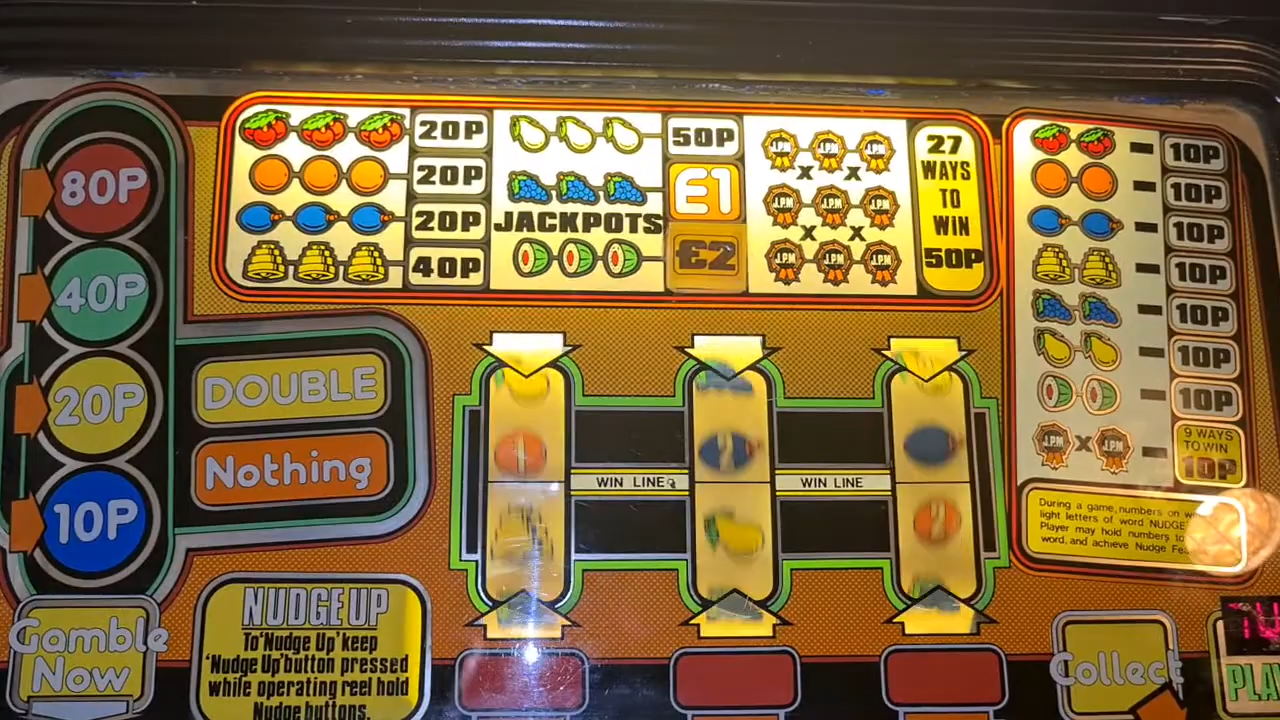 80P
40P
20P
10P
DOUBLE
Nothing
Gamble
Now
NUDGE UP
To 'Nudge Up' keep
'Nudge Up' button pressed
while operating reel hold
Nudge buttons.
20P
20P
20P
40P
50P
£1
JACKPOTS
£2
J.P.M J.P.M J.P.M
X X
J.P.M J.P.M J.P.M
X X
J.P.M J.P.M J.P.M
27
WAYS
TO
WIN
50P
WIN LINE
WIN LINE
10P
10P
10P
10P
10P
10P
10P
J.P.M X J.P.M
9 WAYS
TO WIN
10P
During a game, numbers on
light letters of word NUDGE
Player may hold numbers to
word, and achieve Nudge
Collect